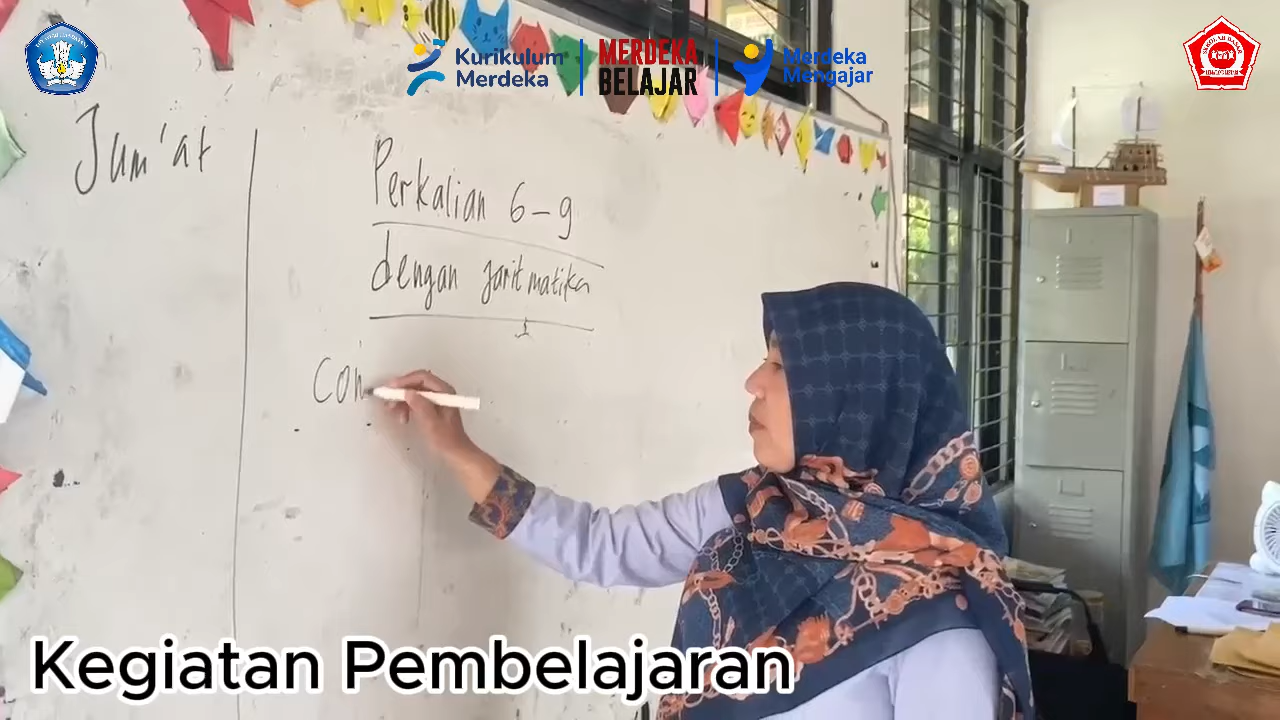 Kurikulum
Merdeka
MERDEKA
BELAJAR
Merdeka
Mengajar
Jum'at
Perkalian 6-9
dengan jaritmatika
Con
Kegiatan Pembelajaran